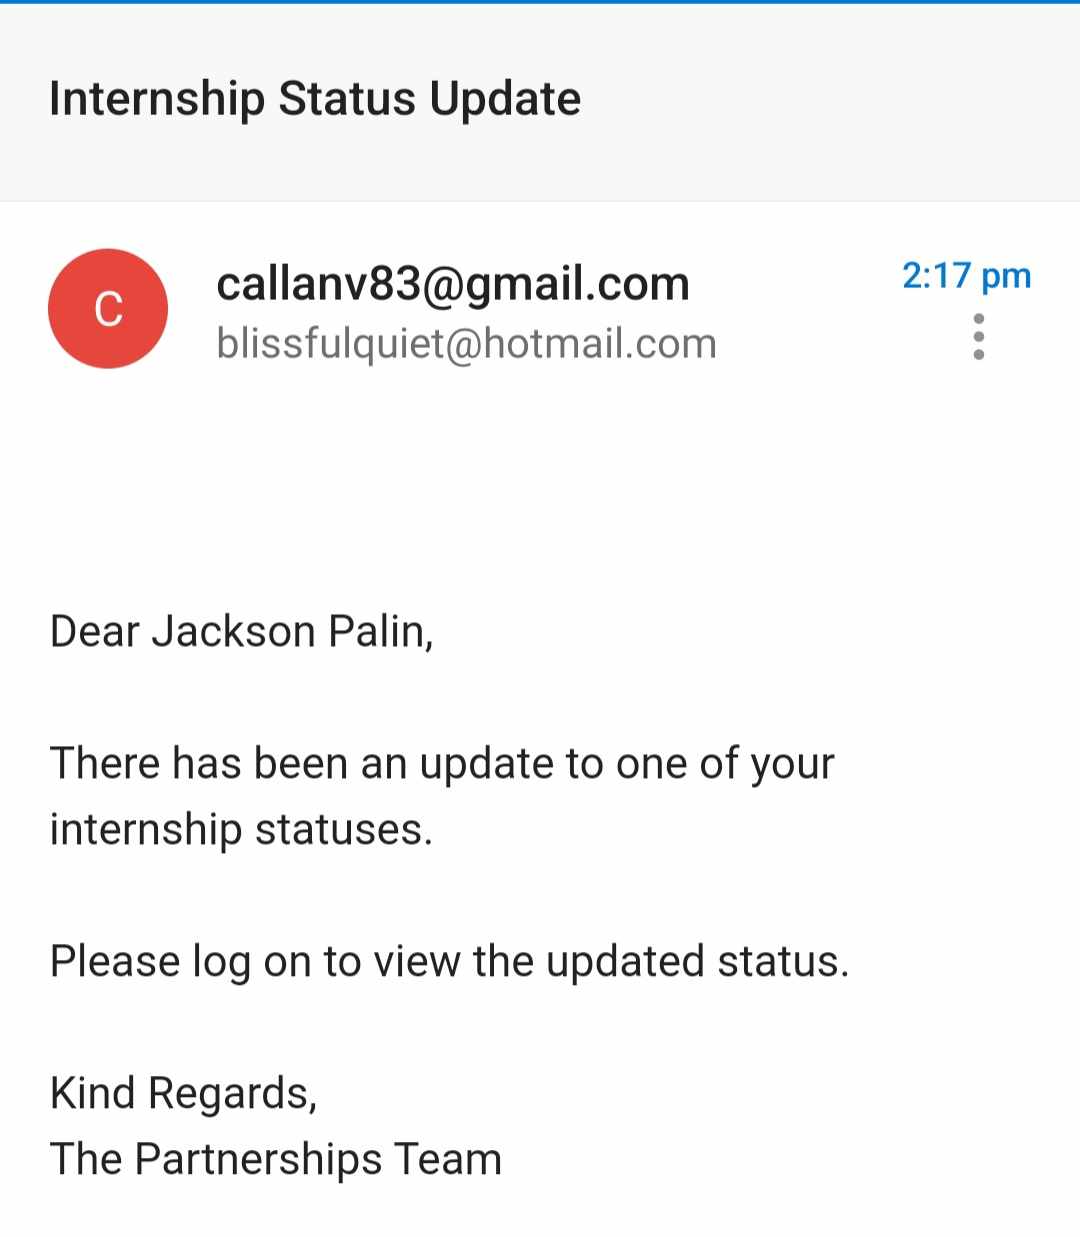 Internship Status Update
C
callanv83@gmail.com
2:17 pm
blissfulquiet@hotmail.com
Dear Jackson Palin,
There has been an update to one of your
internship statuses.
Please log on to view the updated status.
Kind Regards,
The Partnerships Team